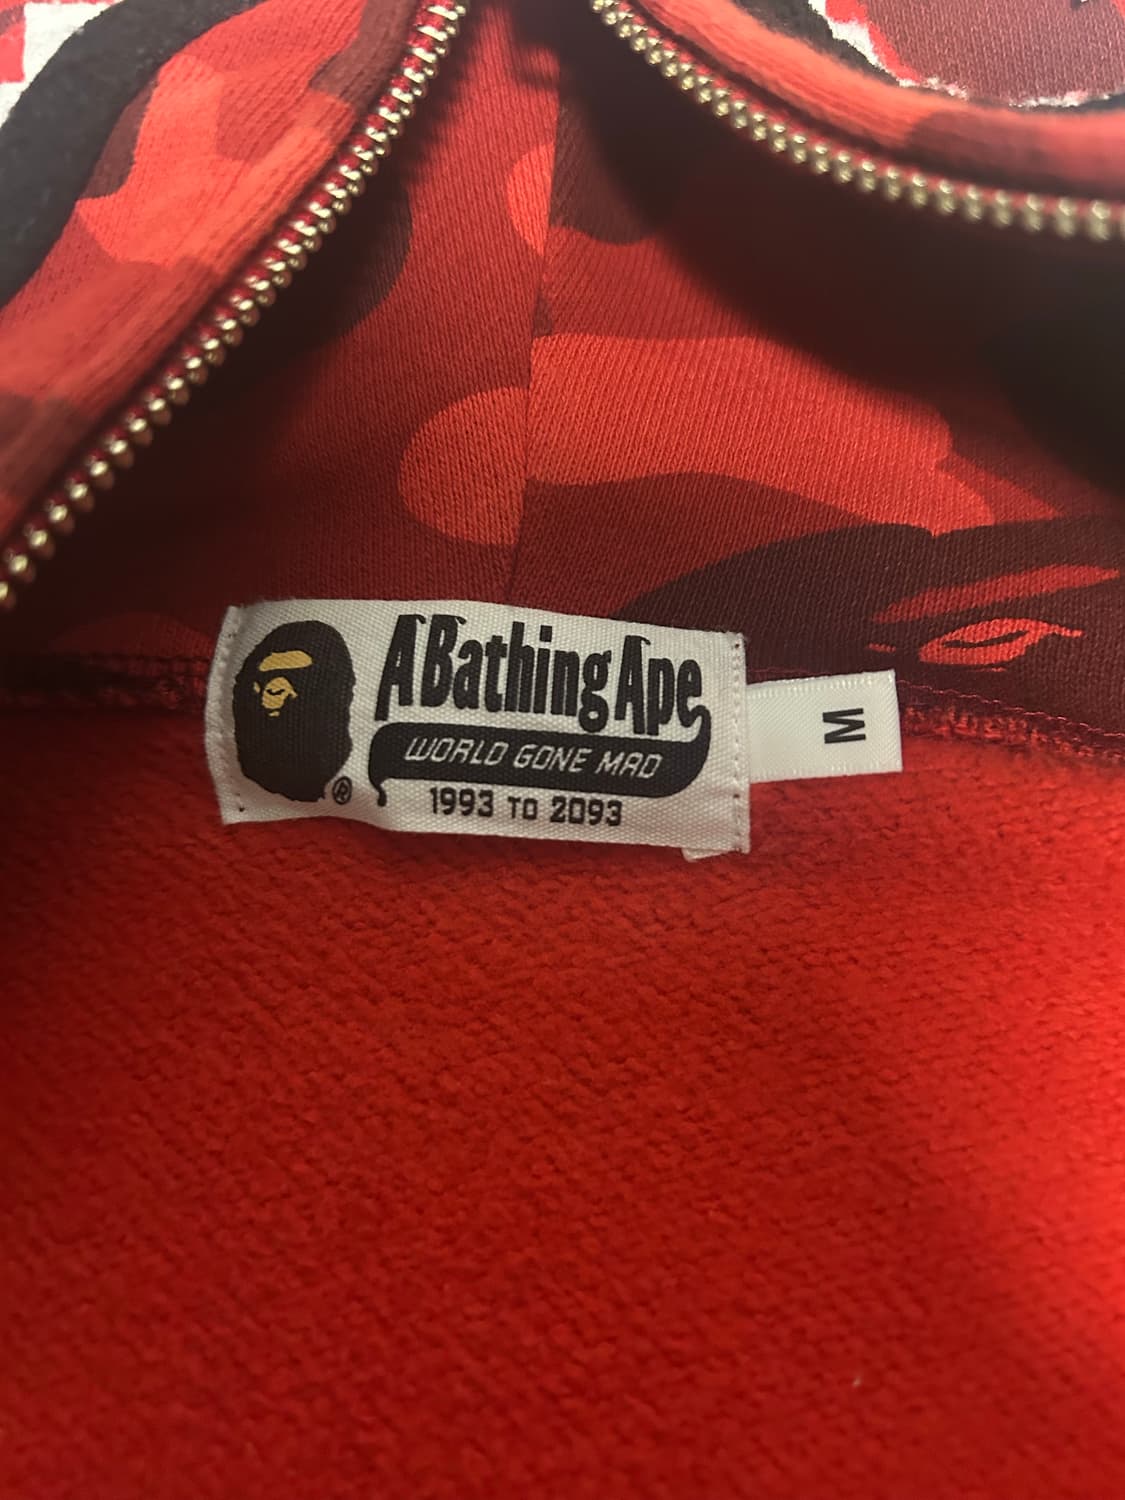 A Bathing Ape
WORLD GONE MAD
®
1993 TO 2093
M